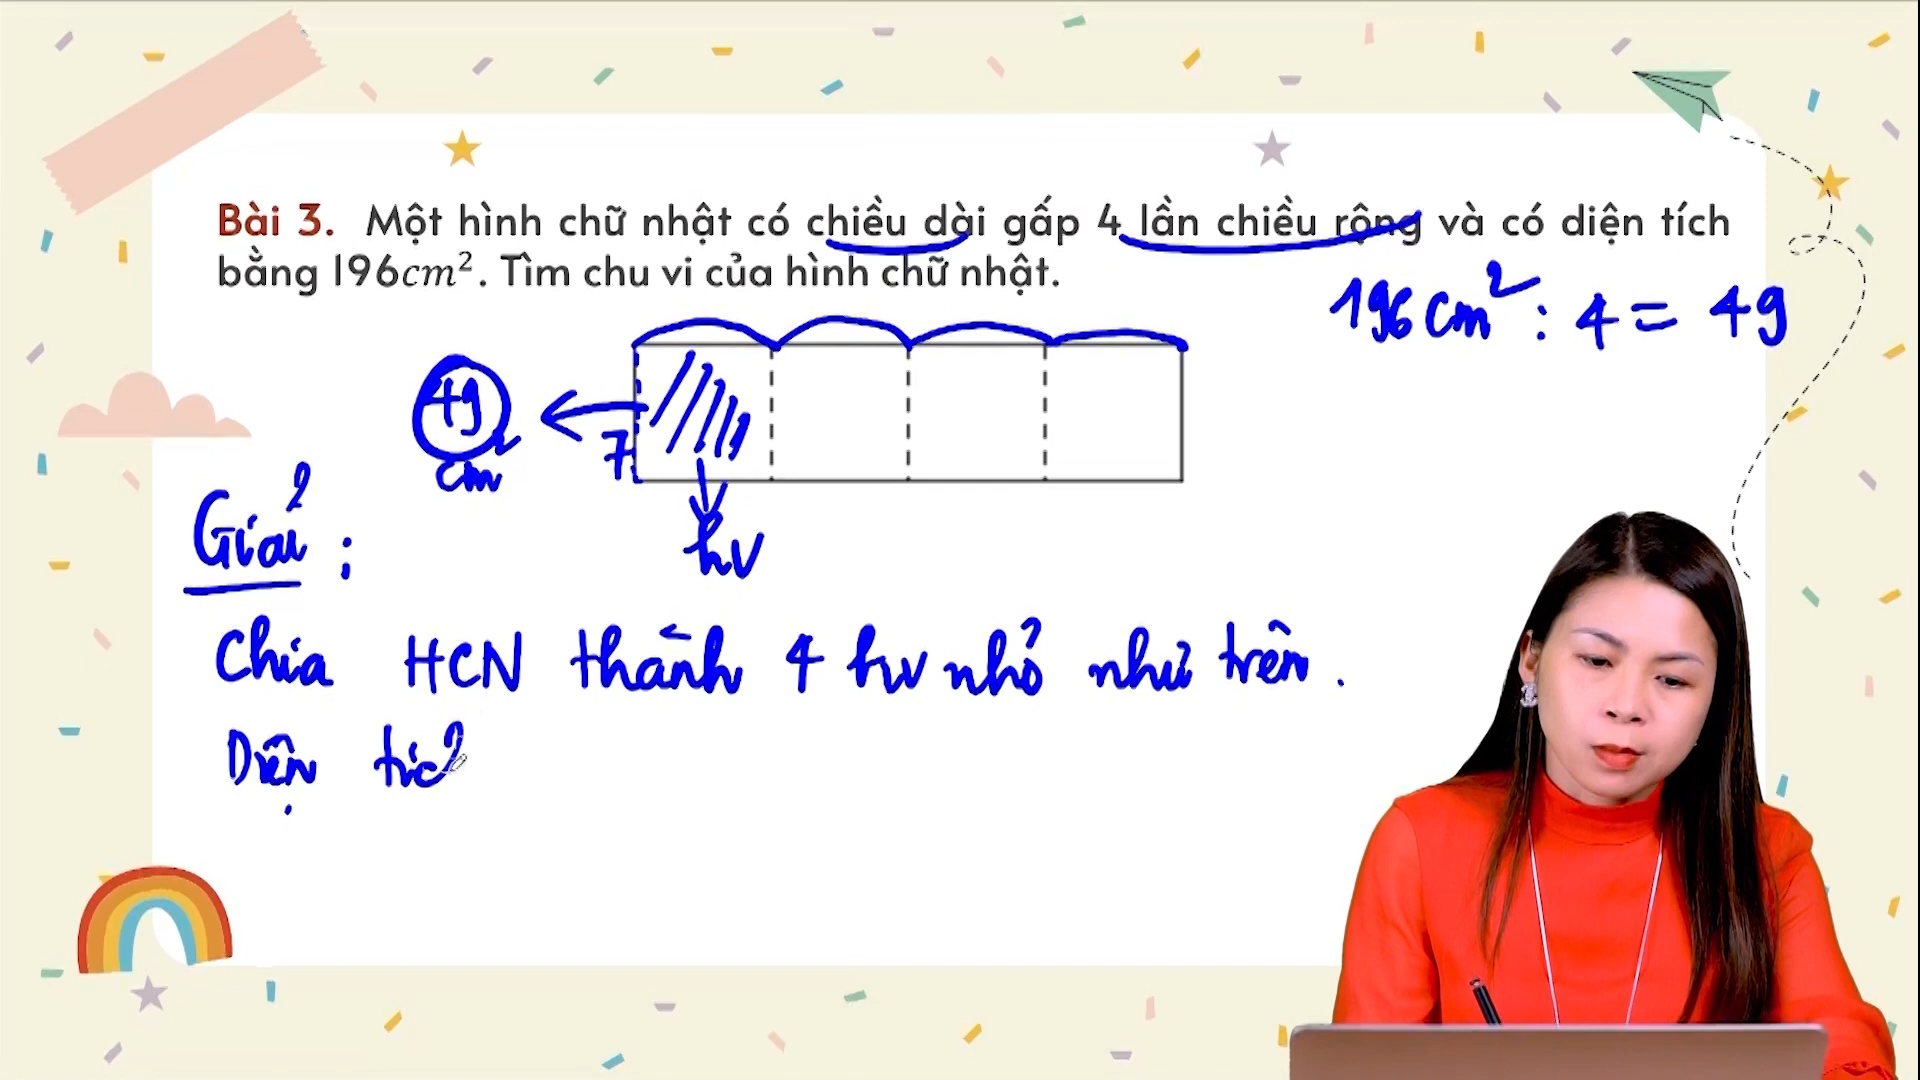 Bài 3. Một hình chữ nhật có chiều dài gấp 4 lần chiều rộng và có diện tích
bằng 196cm². Tìm chu vi của hình chữ nhật.
196 cm² : 4 = 49
49
cm²
7
hv
Giải :
Chia HCN thành 4 hv nhỏ như trên.
Diện tíc